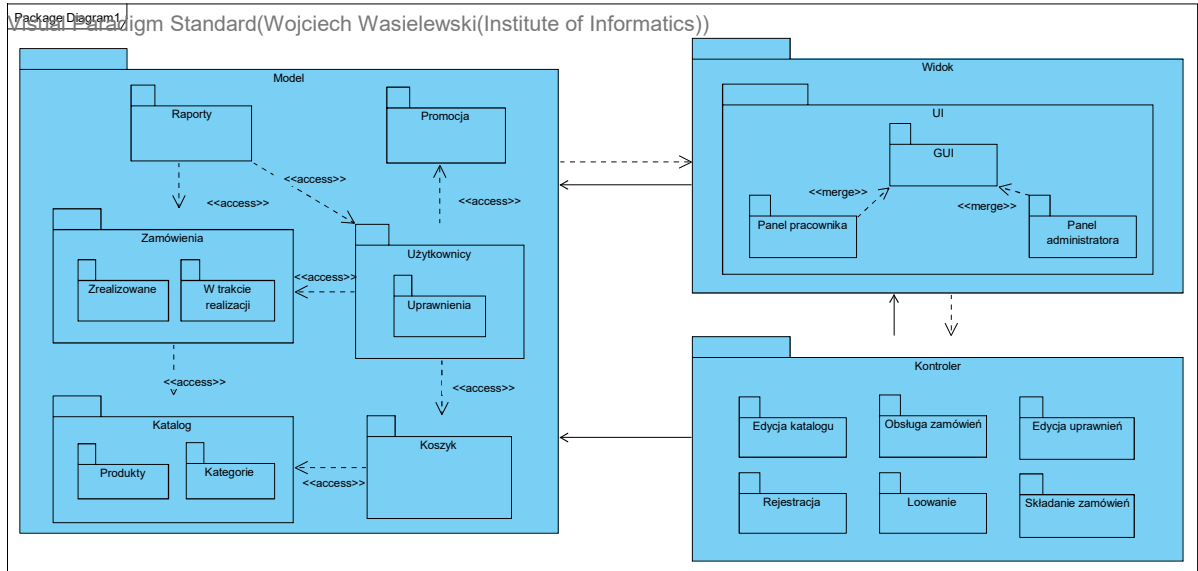 Package Diagram1
Visual Paradigm Standard(Wojciech Wasielewski(Institute of Informatics))
Model
Raporty
Promocja
<<access>>
<<access>>
<<access>>
Zamówienia
Zrealizowane
W trakcie
realizacji
Użytkownicy
Uprawnienia
<<access>>
<<access>>
<<access>>
Katalog
Produkty
Kategorie
Koszyk
<<access>>
Widok
UI
GUI
<<merge>>
<<merge>>
Panel pracownika
Panel
administratora
Kontroler
Edycja katalogu
Obsługa zamówień
Edycja uprawnień
Rejestracja
Loowanie
Składanie zamówień